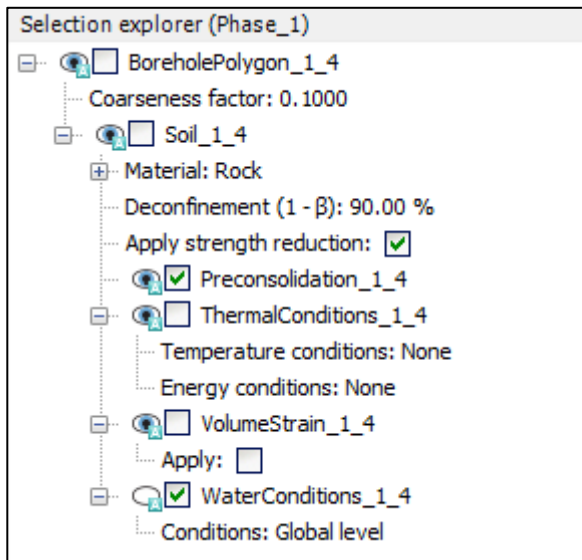 Selection explorer (Phase_1)
BoreholePolygon_1_4
Coarseness factor: 0.1000
Soil_1_4
Material: Rock
Deconfinement (1 - β): 90.00 %
Apply strength reduction:
Preconsolidation_1_4
ThermalConditions_1_4
Temperature conditions: None
Energy conditions: None
VolumeStrain_1_4
Apply:
WaterConditions_1_4
Conditions: Global level